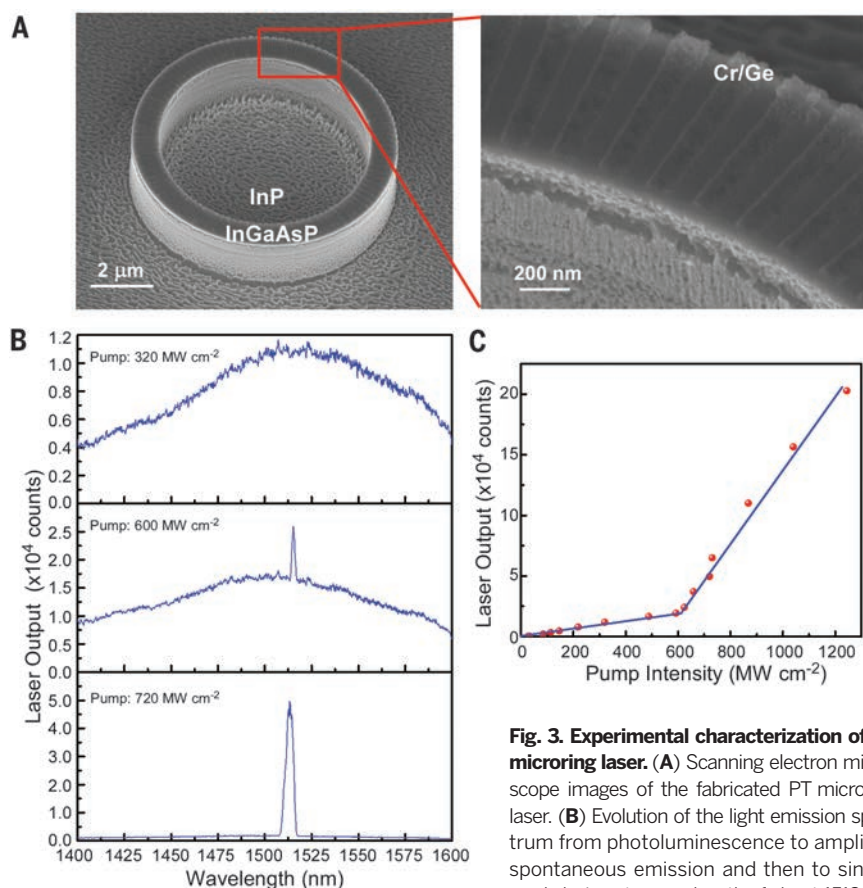 A
Cr/Ge
InP
InGaAsP
2 μm
200 nm
B
Pump: 320 MW cm-2
1.2
1.0
0.8
0.6
0.4
0.2
0.0
Pump: 600 MW cm-2
2.5
2.0
1.5
1.0
0.5
0.0
Pump: 720 MW cm-2
5.0
4.0
3.0
2.0
1.0
0.0
Laser Output (x10⁴ counts)
1400 1425 1450 1475 1500 1525 1550 1575 1600
Wavelength (nm)
C
20
15
10
5
0
Laser Output (x10⁴ counts)
0 200 400 600 800 1000 1200
Pump Intensity (MW cm-2)
Fig. 3. Experimental characterization of
microring laser. (A) Scanning electron mi
scope images of the fabricated PT micro
laser. (B) Evolution of the light emission sp
trum from photoluminescence to ampli
spontaneous emission and then to sin